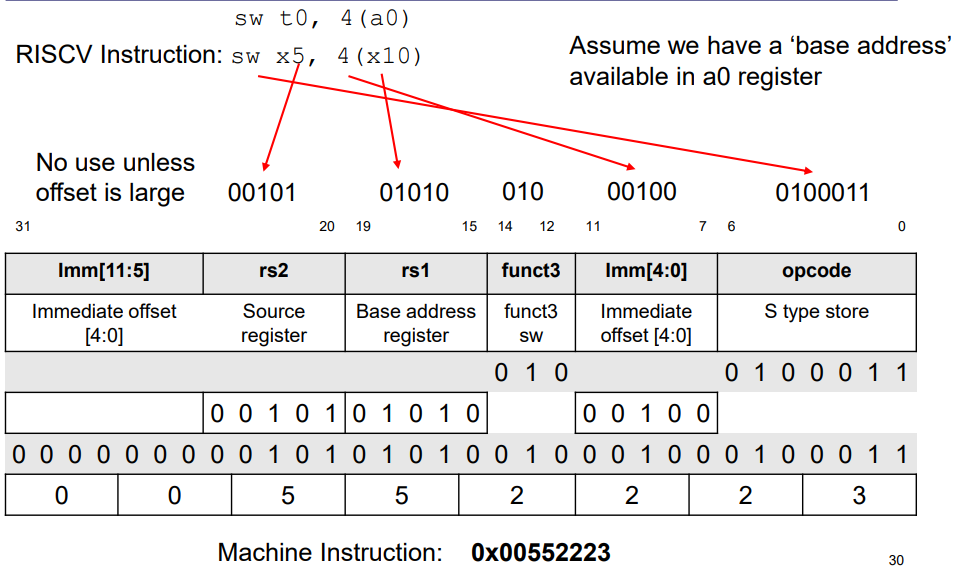 sw t0, 4(a0)
RISCV Instruction: sw x5, 4(x10)
Assume we have a ‘base address’
available in a0 register
No use unless
offset is large
00101 01010 010 00100 0100011
31 20 19 15 14 12 11 7 6 0
Imm[11:5] rs2 rs1 funct3 Imm[4:0] opcode
Immediate offset [4:0] Source register Base address register funct3 sw Immediate offset [4:0] S type store
0 1 0 0 1 0 0 0 1 1
0 0 1 0 1 0 1 0 1 0 0 0 1 0 0
0 0 0 0 0 0 0 0 0 1 0 1 0 1 0 1 0 0 1 0 0 0 1 0 0 0 1 0 0 0 1 1
0 0 5 5 2 2 2 3
Machine Instruction: 0x00552223
30